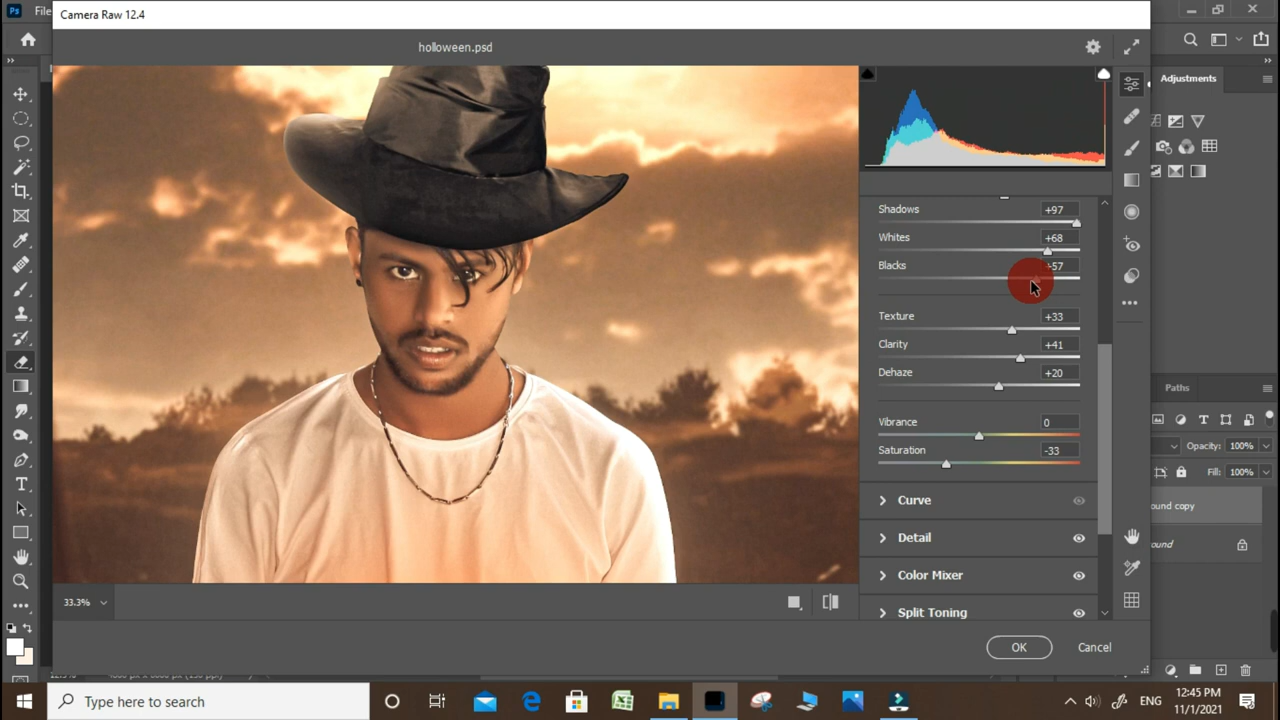 Camera Raw 12.4
Ps File
holloween.psd
Adjustments
Shadows +97
Whites +68
Blacks +57
Texture +33
Clarity +41
Dehaze +20
Vibrance 0
Saturation -33
Curve
Detail
Color Mixer
Split Toning
Paths
Opacity: 100%
Fill: 100%
ound copy
ound
33.3%
OK Cancel
Type here to search
ENG
12:45 PM
11/1/2021